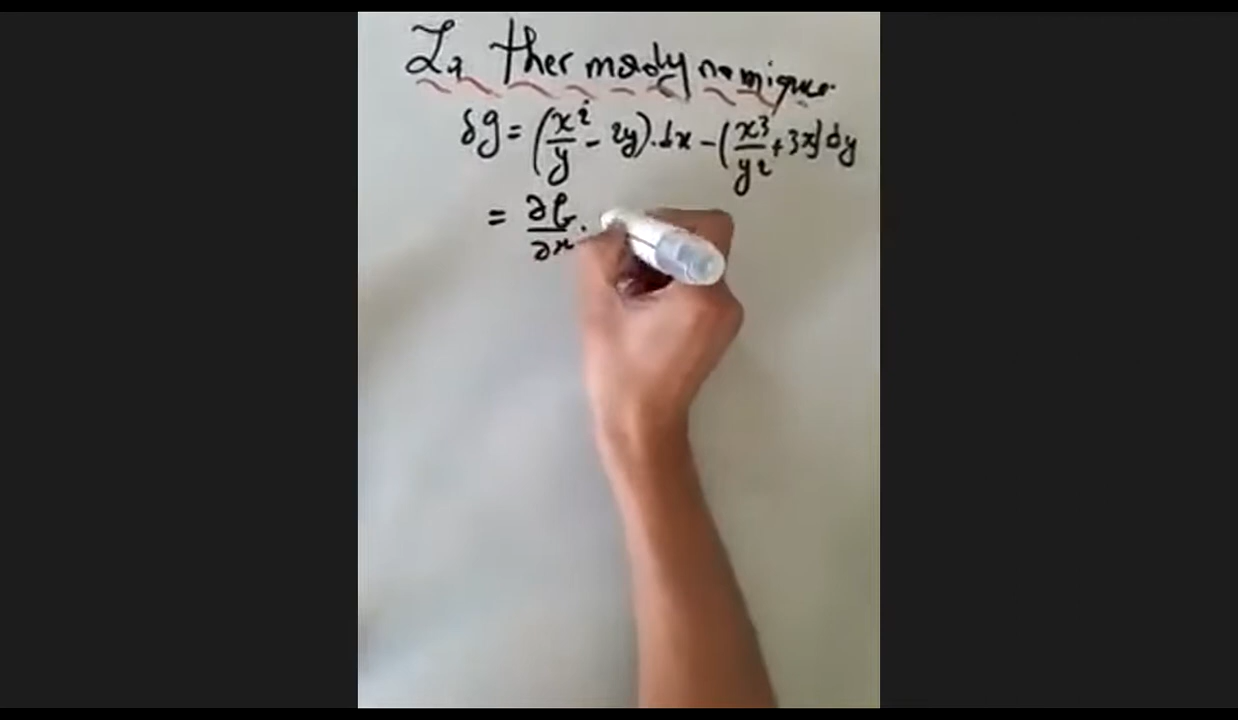 La thermodynamique
δg = (x²/y - 2y).dx - (x³/y² + 3x)dy
= ∂G/∂x.